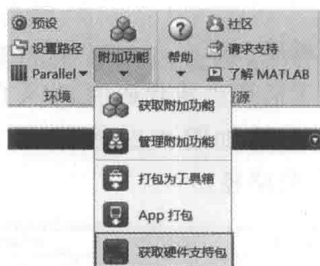 预设
设置路径
Parallel
环境
附加功能
帮助
社区
请求支持
了解 MATLAB
源
获取附加功能
管理附加功能
打包为工具箱
App 打包
获取硬件支持包